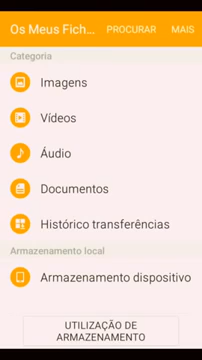 Os Meus Fich... PROCURAR MAIS
Categoria
Imagens
Vídeos
Áudio
Documentos
Histórico transferências
Armazenamento local
Armazenamento dispositivo
UTILIZAÇÃO DE
ARMAZENAMENTO